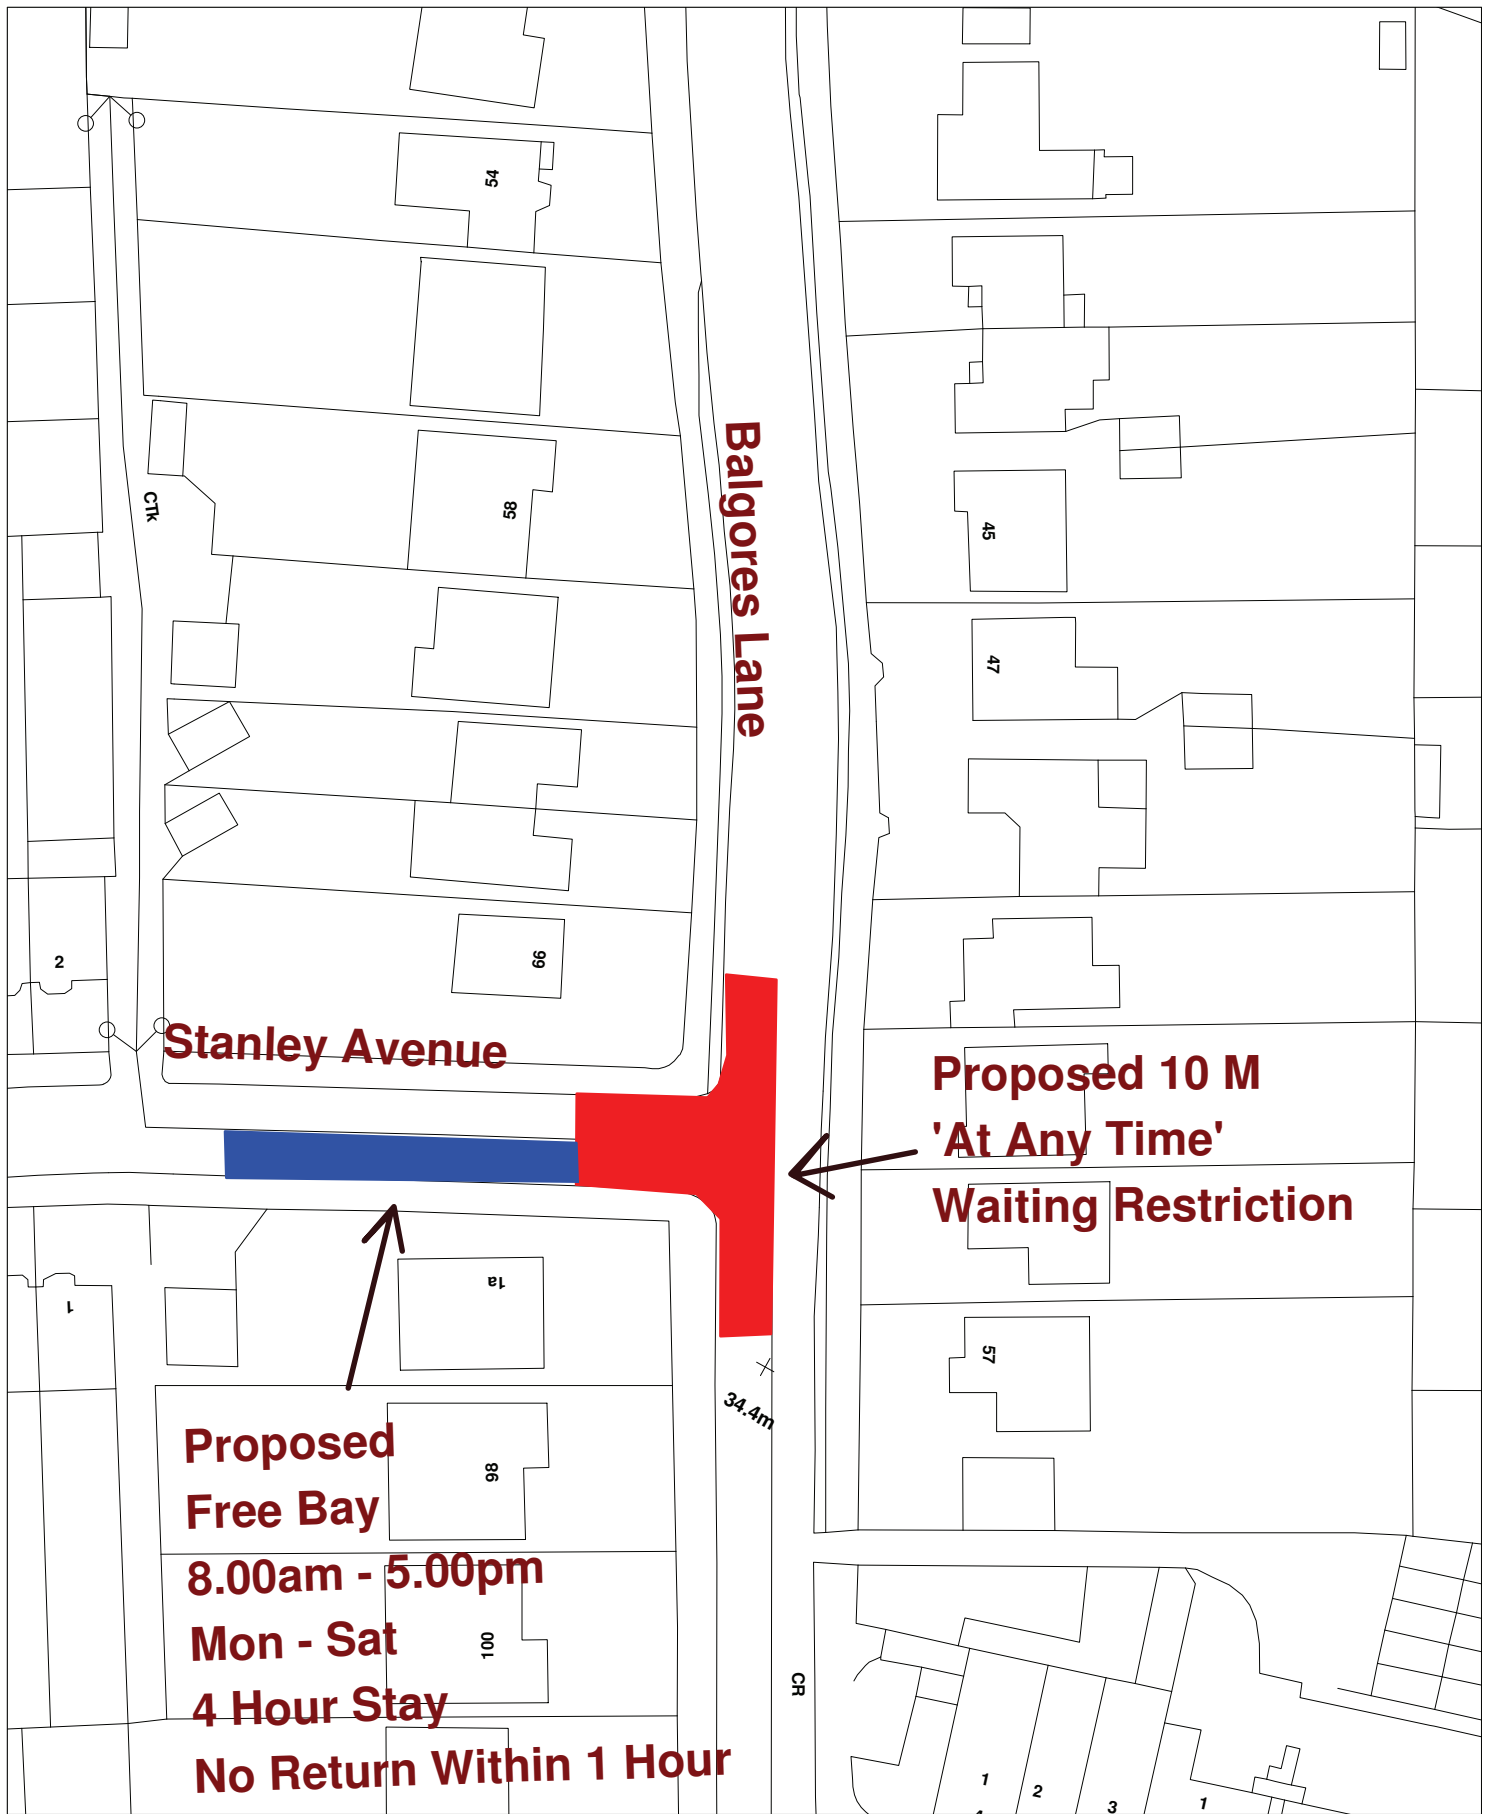 54
58
CTk
Balgores Lane
45
47
2
66
Stanley Avenue
Proposed 10 M
'At Any Time'
Waiting Restriction
1
1a
57
34.4m
98
Proposed
Free Bay
8.00am - 5.00pm
Mon - Sat
4 Hour Stay
No Return Within 1 Hour
100
CR
1
2
3
1